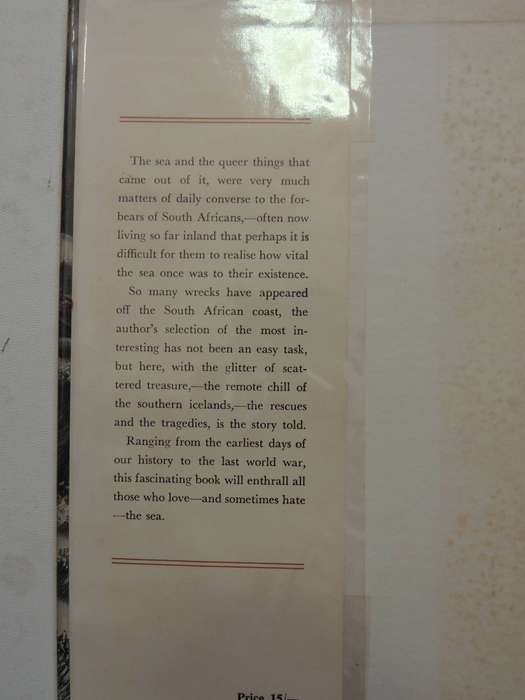 The sea and the queer things that
came out of it, were very much
matters of daily converse to the for-
bears of South Africans,—often now
living so far inland that perhaps it is
difficult for them to realise how vital
the sea once was to their existence.
So many wrecks have appeared
off the South African coast, the
author's selection of the most in-
teresting has not been an easy task,
but here, with the glitter of scat-
tered treasure,—the remote chill of
the southern icelands,—the rescues
and the tragedies, is the story told.
Ranging from the earliest days of
our history to the last world war,
this fascinating book will enthrall all
those who love—and sometimes hate
—the sea.
Price 15/—